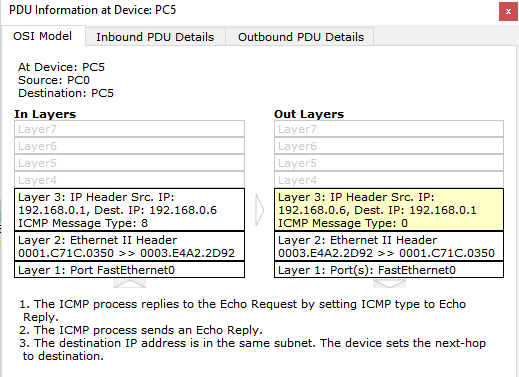 PDU Information at Device: PC5
x
OSI Model
Inbound PDU Details
Outbound PDU Details
At Device: PC5
Source: PC0
Destination: PC5
In Layers
Layer7
Layer6
Layer5
Layer4
Layer 3: IP Header Src. IP:
192.168.0.1, Dest. IP: 192.168.0.6
ICMP Message Type: 8
Layer 2: Ethernet II Header
0001.C71C.0350 >> 0003.E4A2.2D92
Layer 1: Port FastEthernet0
Out Layers
Layer7
Layer6
Layer5
Layer4
Layer 3: IP Header Src. IP:
192.168.0.6, Dest. IP: 192.168.0.1
ICMP Message Type: 0
Layer 2: Ethernet II Header
0003.E4A2.2D92 >> 0001.C71C.0350
Layer 1: Port(s): FastEthernet0
1. The ICMP process replies to the Echo Request by setting ICMP type to Echo
Reply.
2. The ICMP process sends an Echo Reply.
3. The destination IP address is in the same subnet. The device sets the next-hop
to destination.